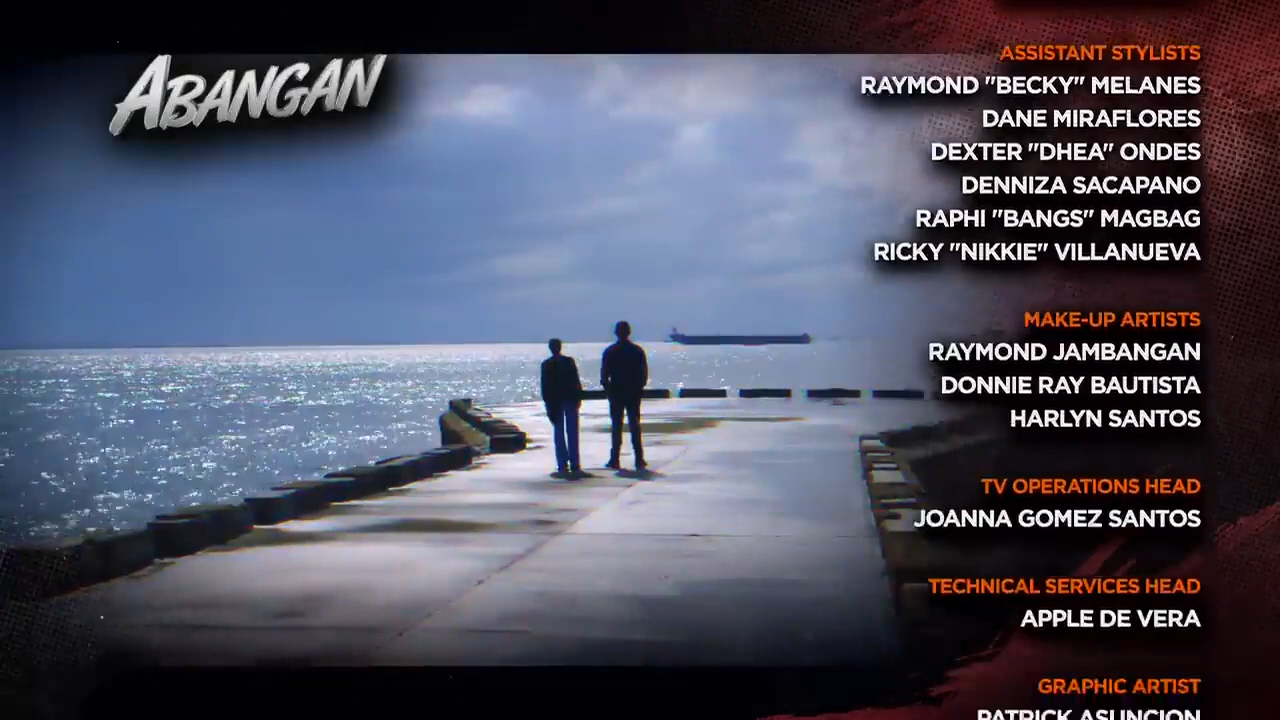 ABANGAN
ASSISTANT STYLISTS
RAYMOND "BECKY" MELANES
DANE MIRAFLORES
DEXTER "DHEA" ONDES
DENNIZA SACAPANO
RAPHI "BANGS" MAGBAG
RICKY "NIKKIE" VILLANUEVA
MAKE-UP ARTISTS
RAYMOND JAMBANGAN
DONNIE RAY BAUTISTA
HARLYN SANTOS
TV OPERATIONS HEAD
JOANNA GOMEZ SANTOS
TECHNICAL SERVICES HEAD
APPLE DE VERA
GRAPHIC ARTIST
PATRICK ASUNCION